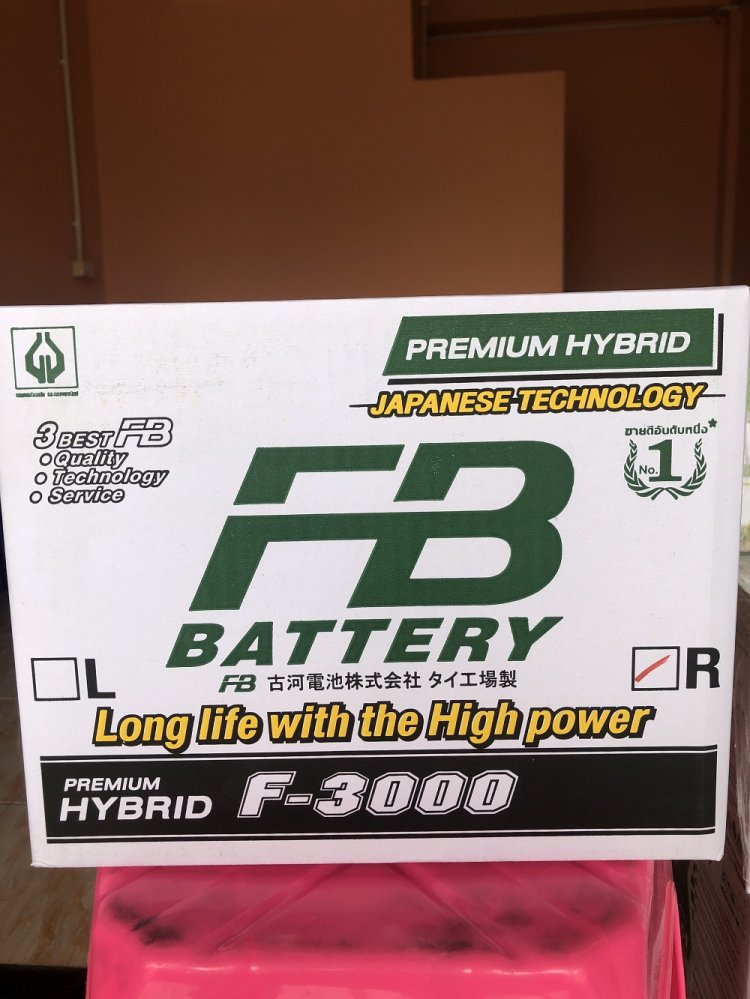 PREMIUM HYBRID
JAPANESE TECHNOLOGY
3 BEST FB
• Quality
• Technology
• Service
ขายดีอันดับหนึ่ง*
No.1
FB
BATTERY
FB 古河電池株式会社 タイ工場製
L
R
Long life with the High power
PREMIUM
HYBRID F-3000